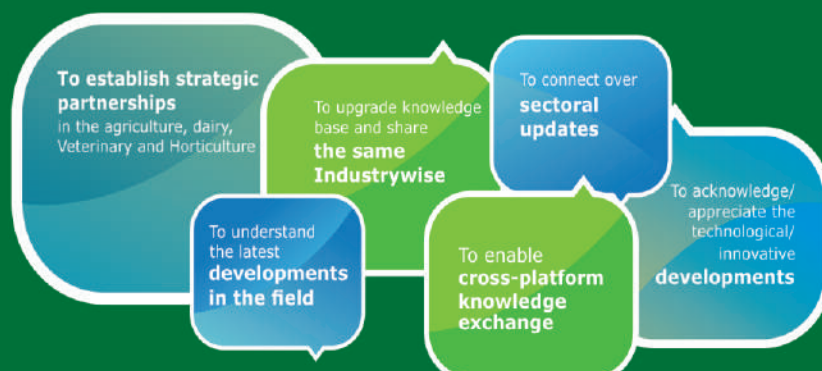 To establish strategic
partnerships
in the agriculture, dairy,
Veterinary and Horticulture
To upgrade knowledge
base and share
the same
Industrywise
To connect over
sectoral
updates
To understand
the latest
developments
in the field
To enable
cross-platform
knowledge
exchange
To acknowledge/
appreciate the
technological/
innovative
developments